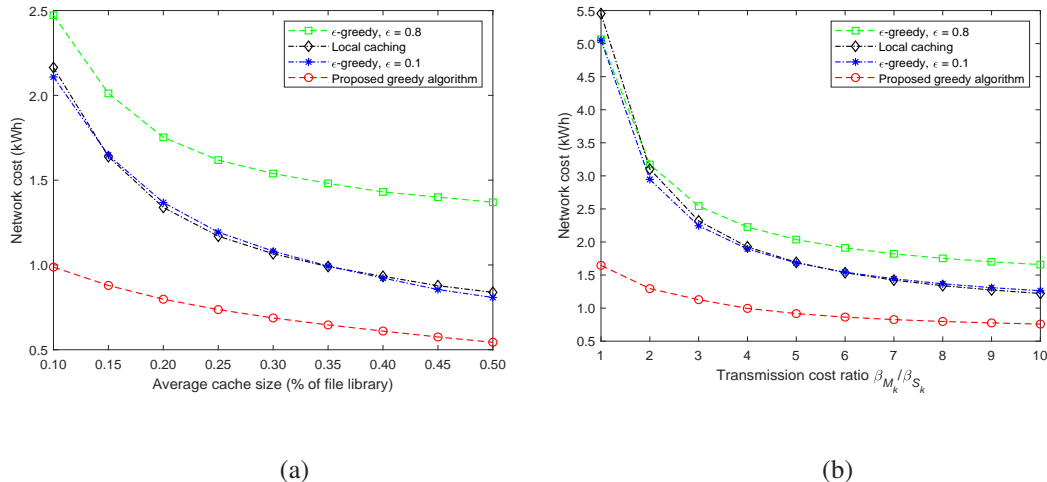 2.5
2.0
1.5
1.0
0.5
Network cost (kWh)
ϵ-greedy, ϵ = 0.8
Local caching
ϵ-greedy, ϵ = 0.1
Proposed greedy algorithm
0.10 0.15 0.20 0.25 0.30 0.35 0.40 0.45 0.50
Average cache size (% of file library)
(a)
5.5
5.0
4.5
4.0
3.5
3.0
2.5
2.0
1.5
1.0
0.5
Network cost (kWh)
ϵ-greedy, ϵ = 0.8
Local caching
ϵ-greedy, ϵ = 0.1
Proposed greedy algorithm
1 2 3 4 5 6 7 8 9 10
Transmission cost ratio β_{M_k}/β_{S_k}
(b)